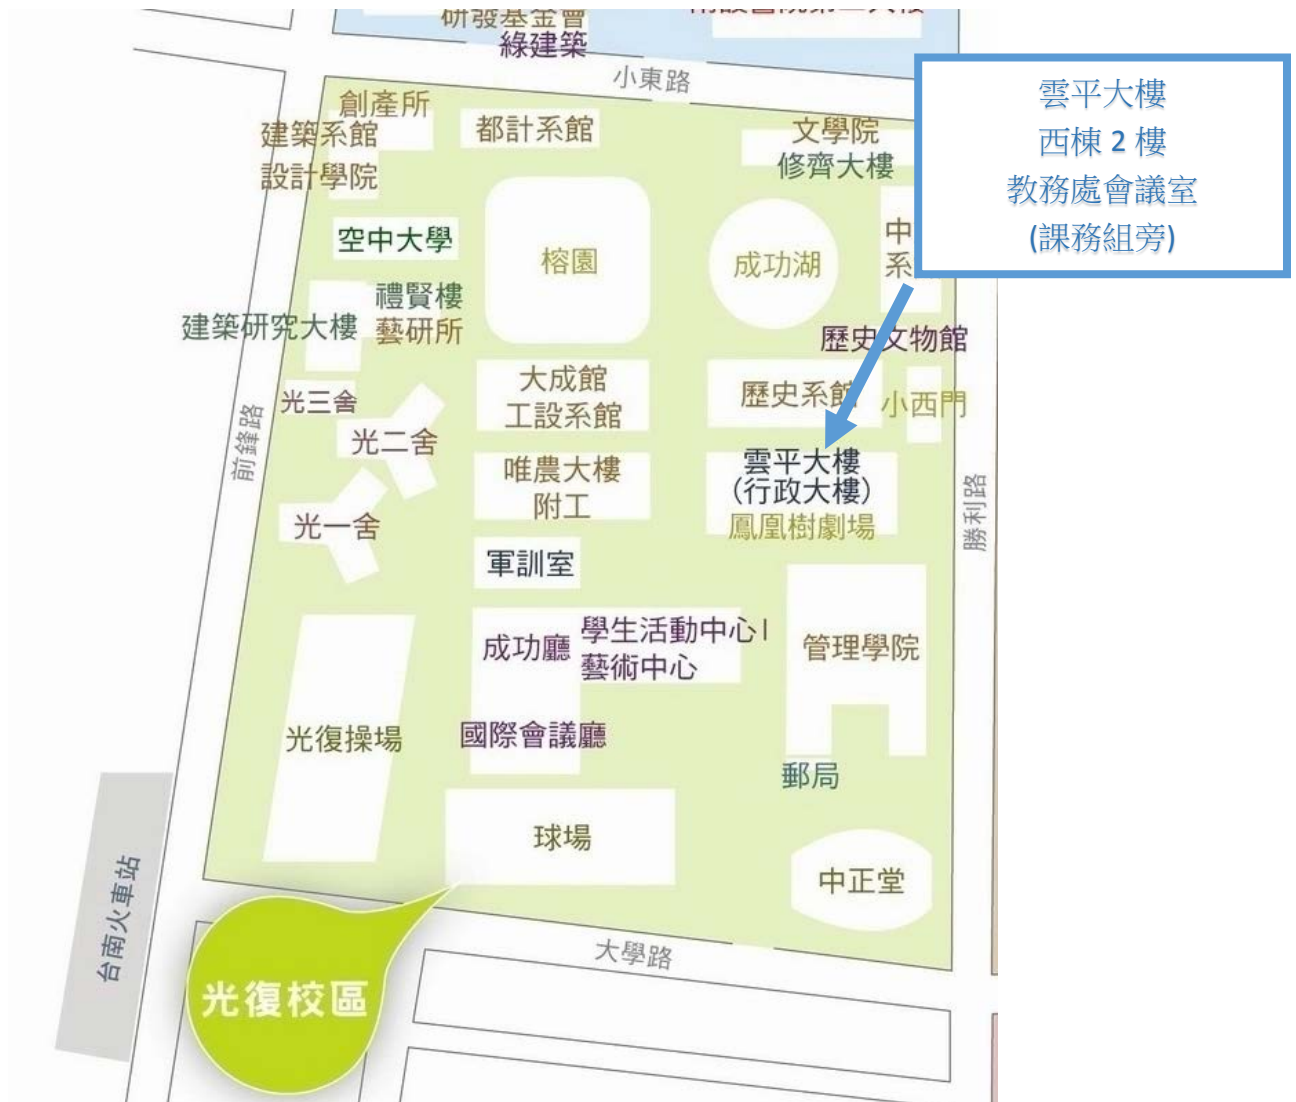 研發基金會
綠建築
小東路
雲平大樓
西棟 2 樓
教務處會議室
(課務組旁)
創產所
建築系館
設計學院
都計系館
文學院
修齊大樓
空中大學
榕園
成功湖
中
系
禮賢樓
藝研所
建築研究大樓
歷史文物館
光三舍
大成館
工設系館
歷史系館
小西門
前鋒路
光二舍
唯農大樓
附工
雲平大樓
(行政大樓)
鳳凰樹劇場
勝利路
光一舍
軍訓室
成功廳
學生活動中心I
藝術中心
管理學院
光復操場
國際會議廳
郵局
球場
中正堂
台南火車站
大學路
光復校區